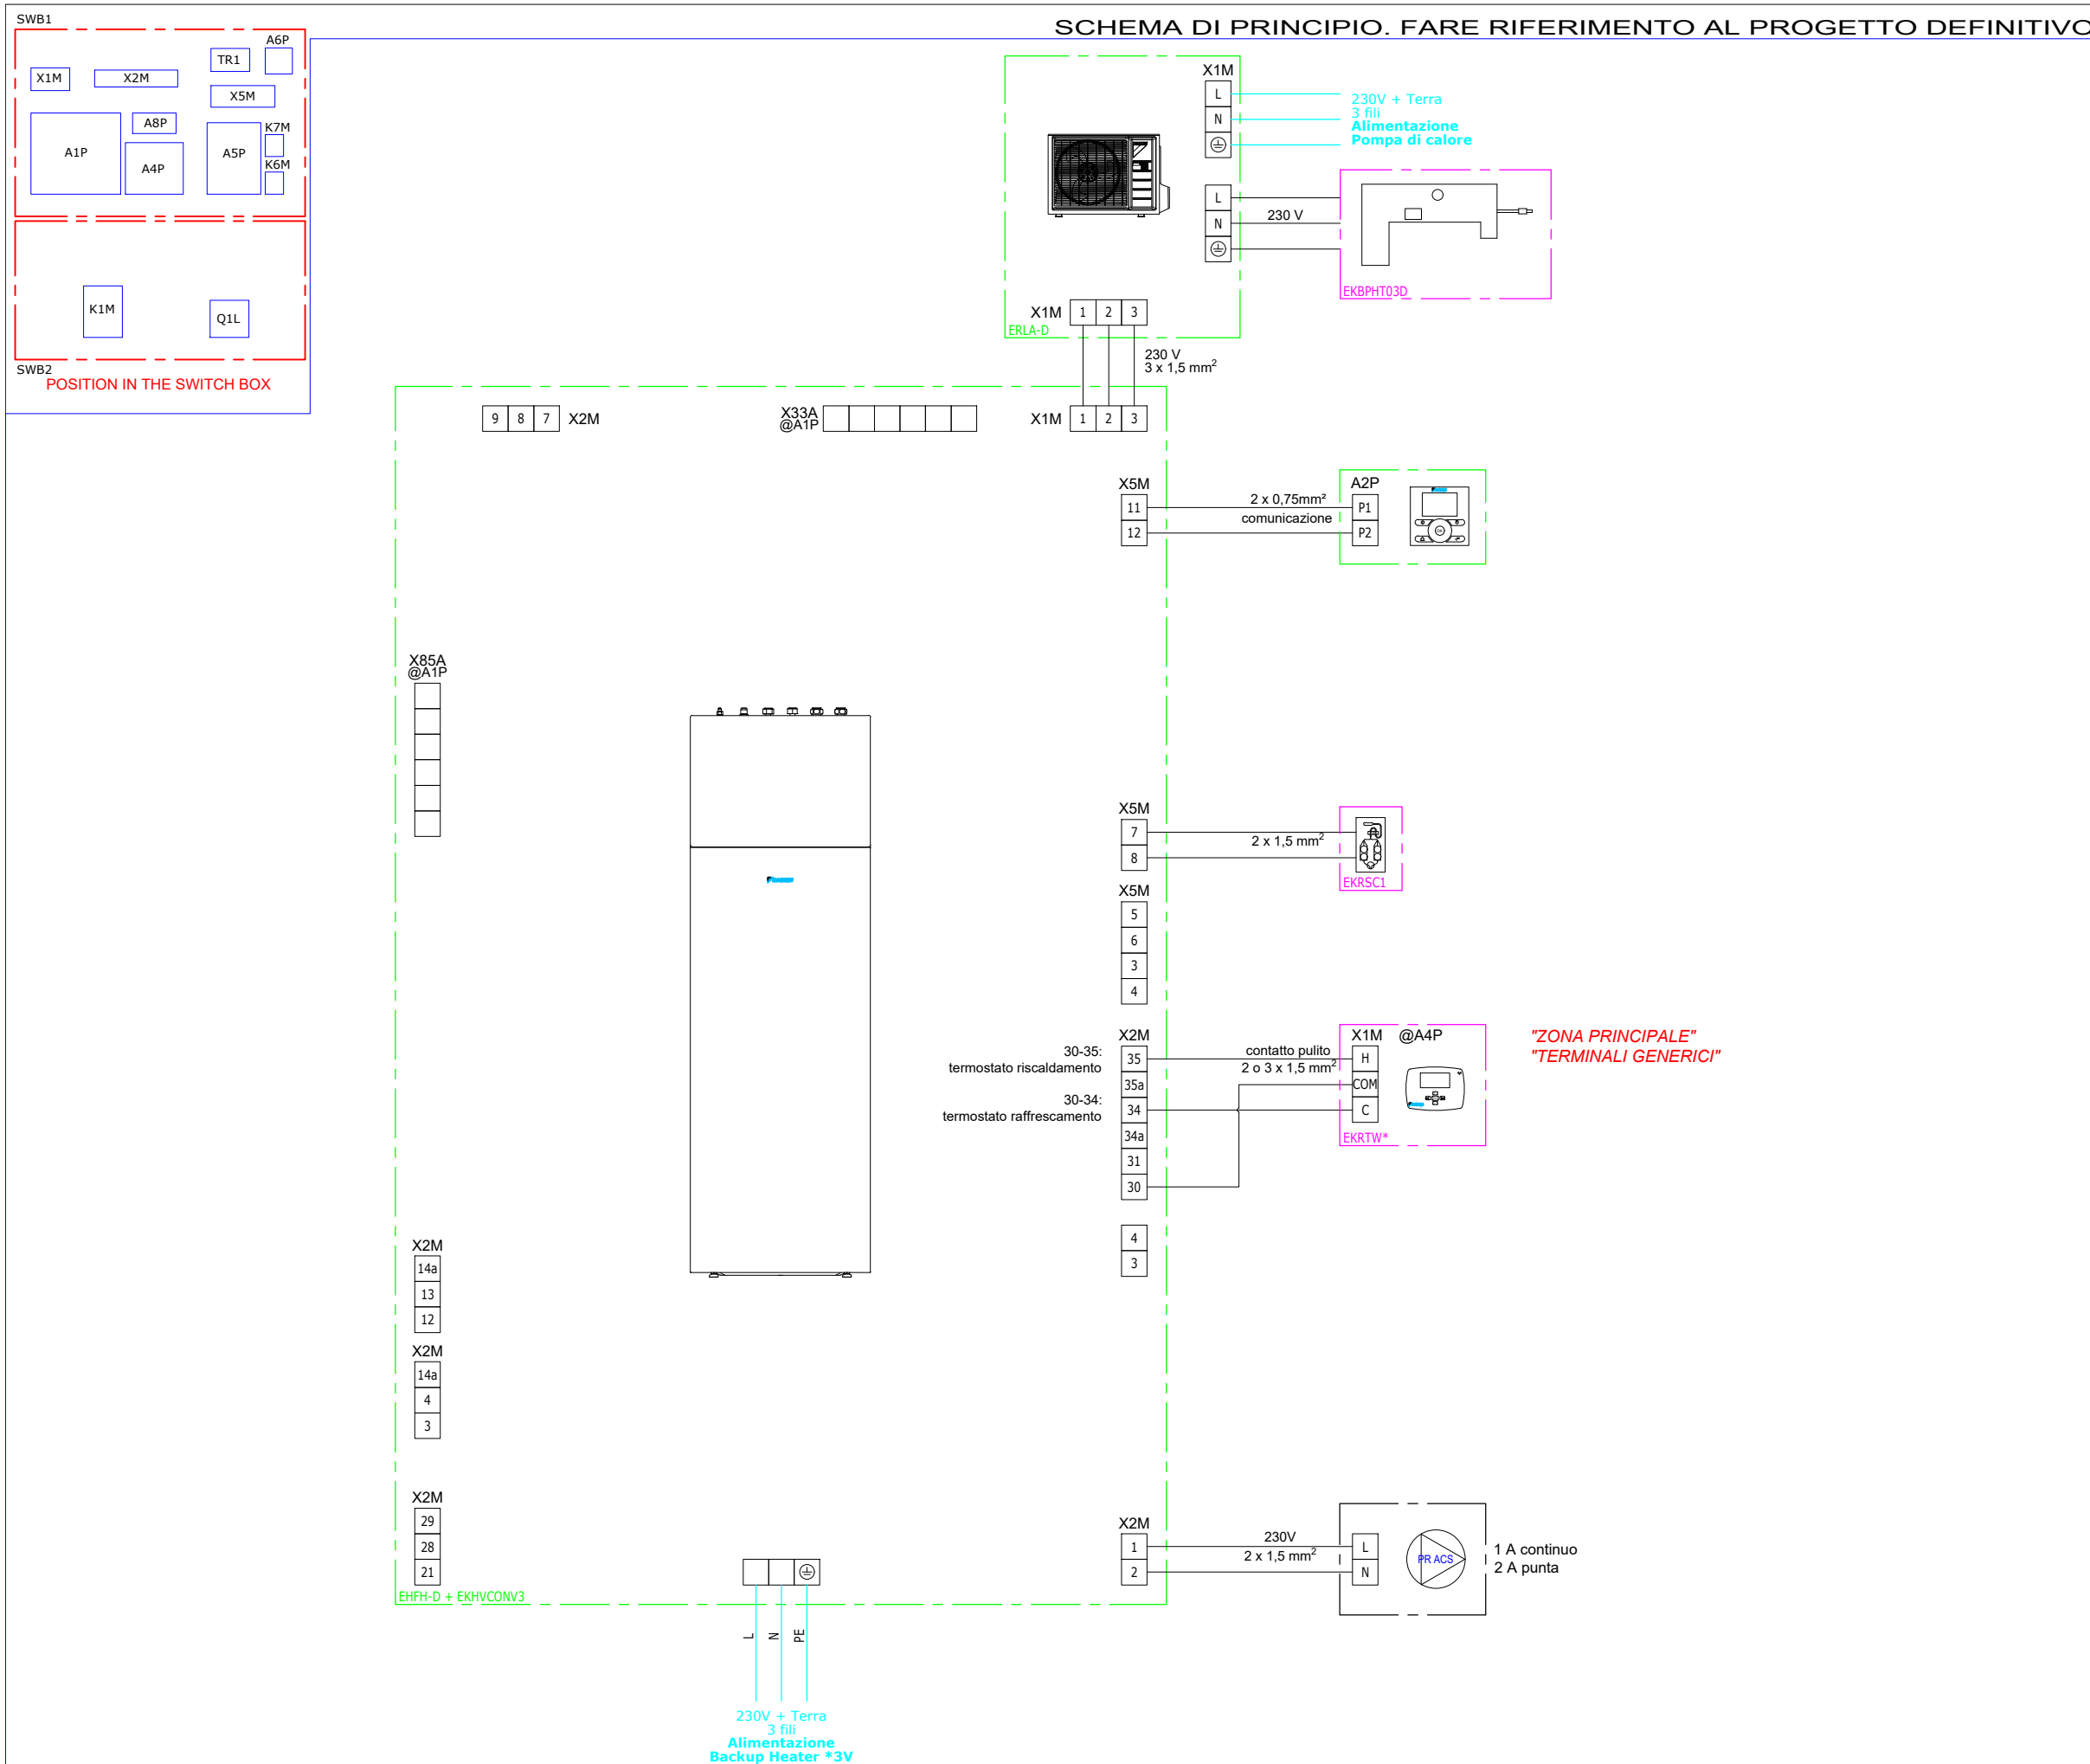 SCHEMA DI PRINCIPIO. FARE RIFERIMENTO AL PROGETTO DEFINITIVO
SWB1
A6P
TR1
X1M
X2M
X5M
A8P
K7M
A1P
A4P
A5P
K6M
K1M
Q1L
SWB2
POSITION IN THE SWITCH BOX
X1M
L
N
230V + Terra
3 fili
Alimentazione
Pompa di calore
L
N
230 V
EKBPHT03D
X1M
1 2 3
ERLA-D
230 V
3 x 1,5 mm²
9 8 7 X2M
X33A
@A1P
X1M 1 2 3
X5M
11
12
2 x 0,75mm²
comunicazione
A2P
P1
P2
X85A
@A1P
X5M
7
8
2 x 1,5 mm²
EKRSC1
X5M
5
6
3
4
X2M
35
35a
34
34a
31
30
4
3
30-35:
termostato riscaldamento
30-34:
termostato raffrescamento
contatto pulito
2 o 3 x 1,5 mm²
X1M @A4P
H
COM
C
EKRTW*
"ZONA PRINCIPALE"
"TERMINALI GENERICI"
X2M
14a
13
12
X2M
14a
4
3
X2M
29
28
21
EHFH-D + EKHVCONV3
X2M
1
2
230V
2 x 1,5 mm²
L
N
PR ACS
1 A continuo
2 A punta
L
N
PE
230V + Terra
3 fili
Alimentazione
Backup Heater *3V